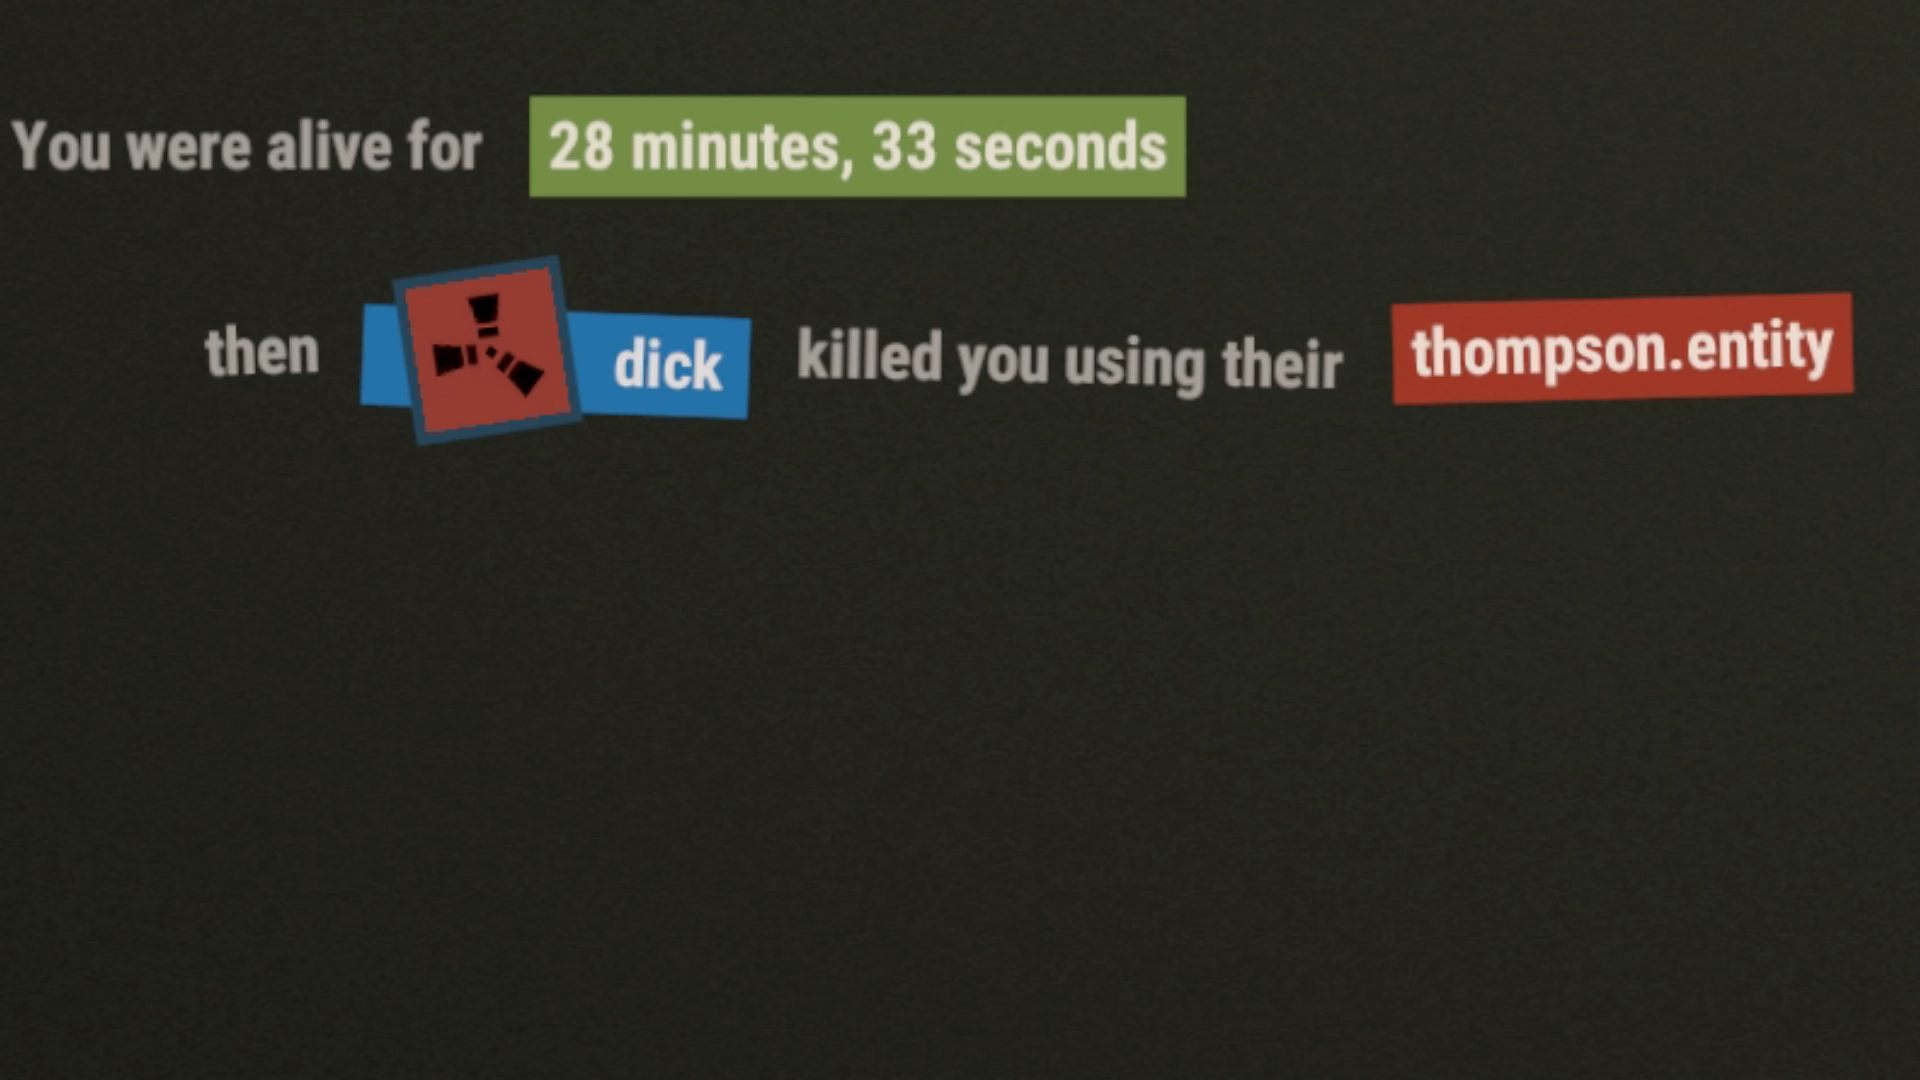 You were alive for 28 minutes, 33 seconds
then dick killed you using their thompson.entity